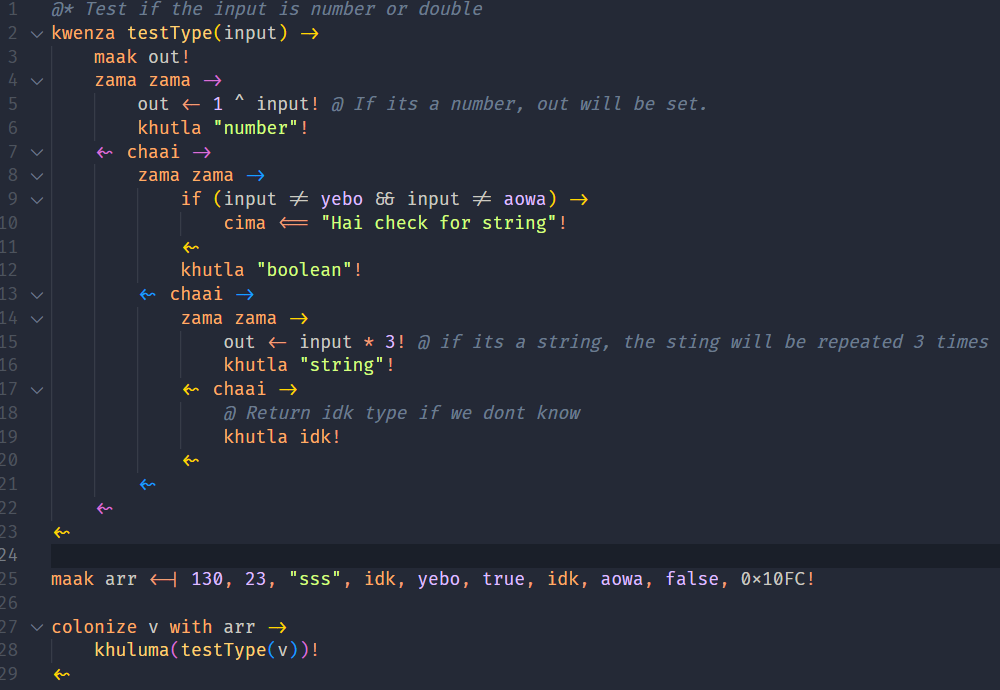 1 @* Test if the input is number or double
2 kwenza testType(input) →
3 maak out!
4 zama zama →
5 out ← 1 ^ input! @ If its a number, out will be set.
6 khutla "number"!
7 ↜ chaai →
8 zama zama →
9 if (input ≠ yebo && input ≠ aowa) →
10 cima ⟸ "Hai check for string"!
11 ↜
12 khutla "boolean"!
13 ↜ chaai →
14 zama zama →
15 out ← input * 3! @ if its a string, the sting will be repeated 3 times
16 khutla "string"!
17 ↜ chaai →
18 @ Return idk type if we dont know
19 khutla idk!
20 ↜
21 ↜
22 ↜
23 ↜
24
25 maak arr ←| 130, 23, "sss", idk, yebo, true, idk, aowa, false, 0×10FC!
26
27 colonize v with arr →
28 khuluma(testType(v))!
29 ↜